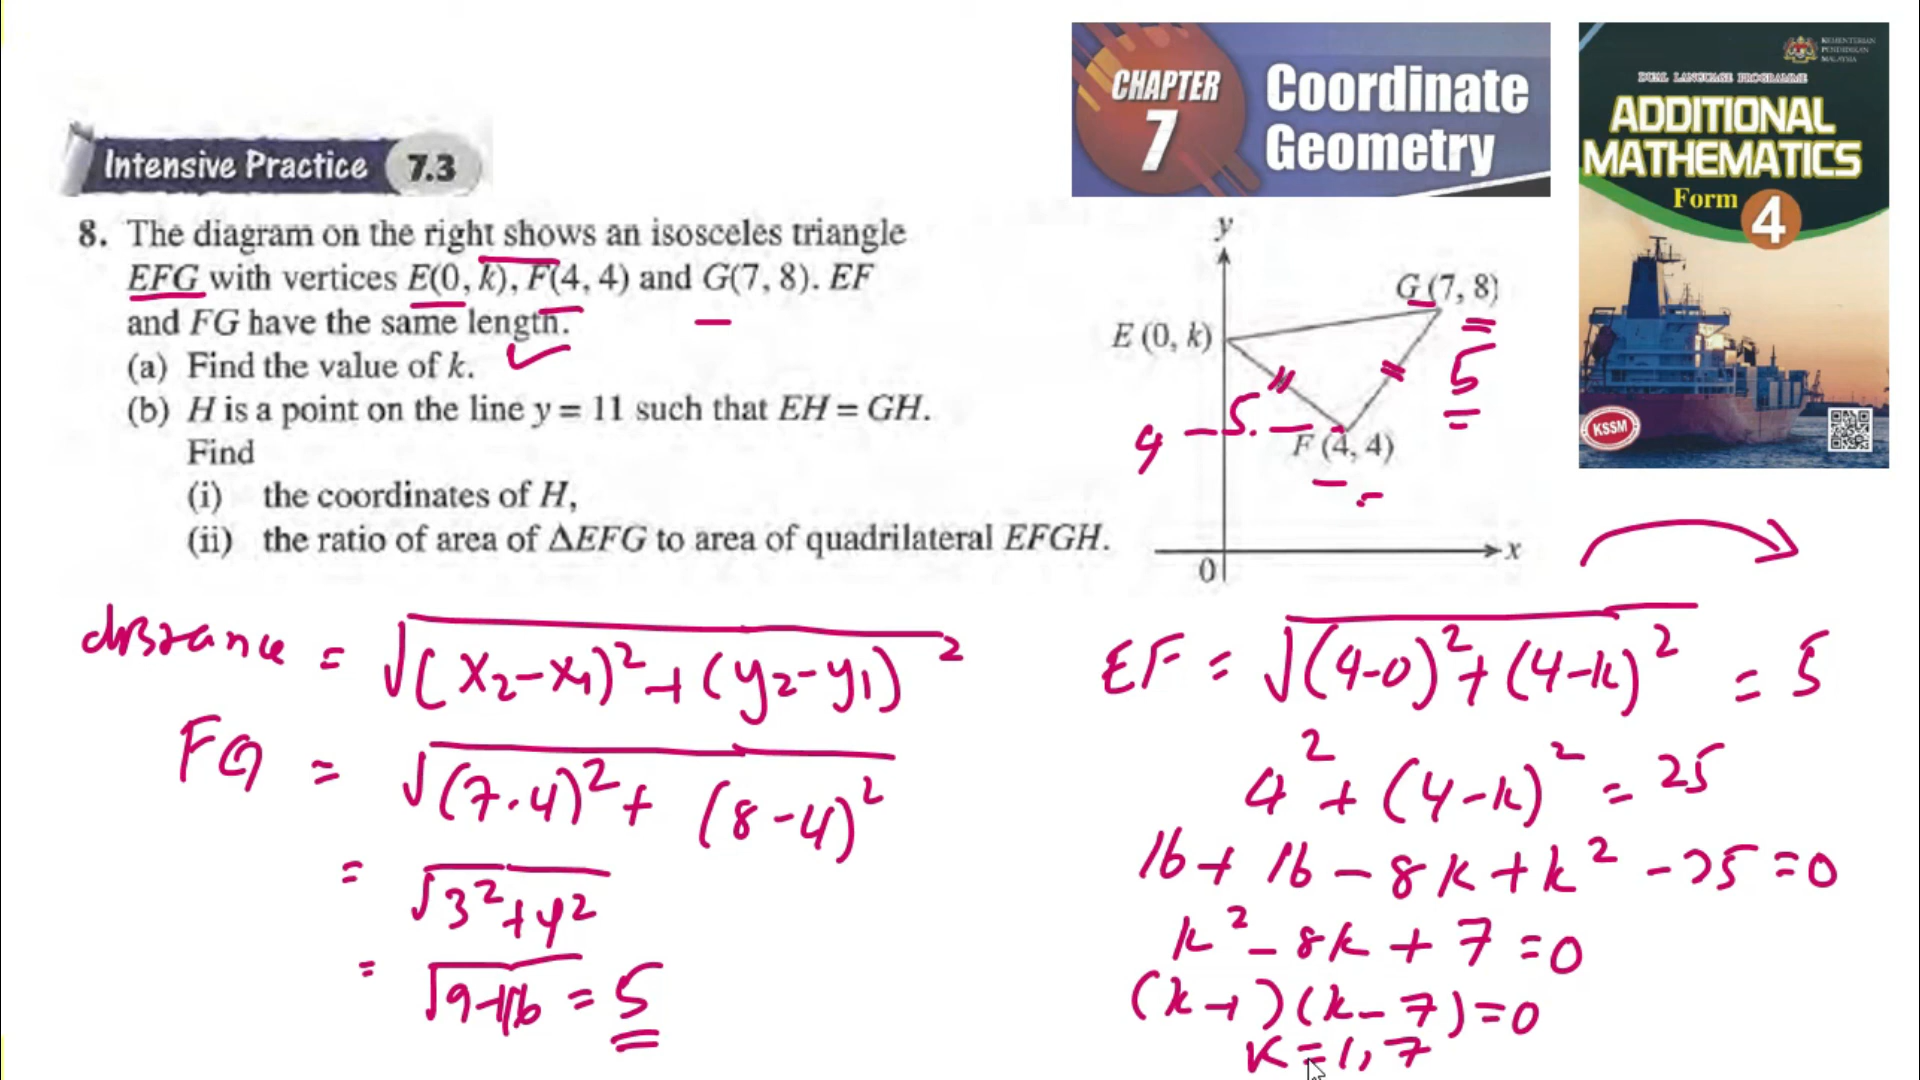 CHAPTER
7
Coordinate
Geometry
KEMENTERIAN
PENDIDIKAN
MALAYSIA
DUAL LANGUAGE PROGRAMME
ADDITIONAL
MATHEMATICS
Form 4
KSSM
Intensive Practice 7.3
8. The diagram on the right shows an isosceles triangle
EFG with vertices E(0, k), F(4, 4) and G(7, 8). EF
and FG have the same length.
(a) Find the value of k.
(b) H is a point on the line y = 11 such that EH = GH.
Find
(i) the coordinates of H,
(ii) the ratio of area of ΔEFG to area of quadrilateral EFGH.
y
G (7, 8)
E (0, k)
5
5
4
F (4, 4)
x
0
distance = √(x₂-x₁)² + (y₂-y₁)²
FG = √(7-4)² + (8-4)²
= √3²+4²
= √9+16 = 5
EF = √(4-0)² + (4-k)² = 5
4² + (4-k)² = 25
16 + 16 - 8k + k² - 25 = 0
k² - 8k + 7 = 0
(k-1)(k-7) = 0
k = 1, 7